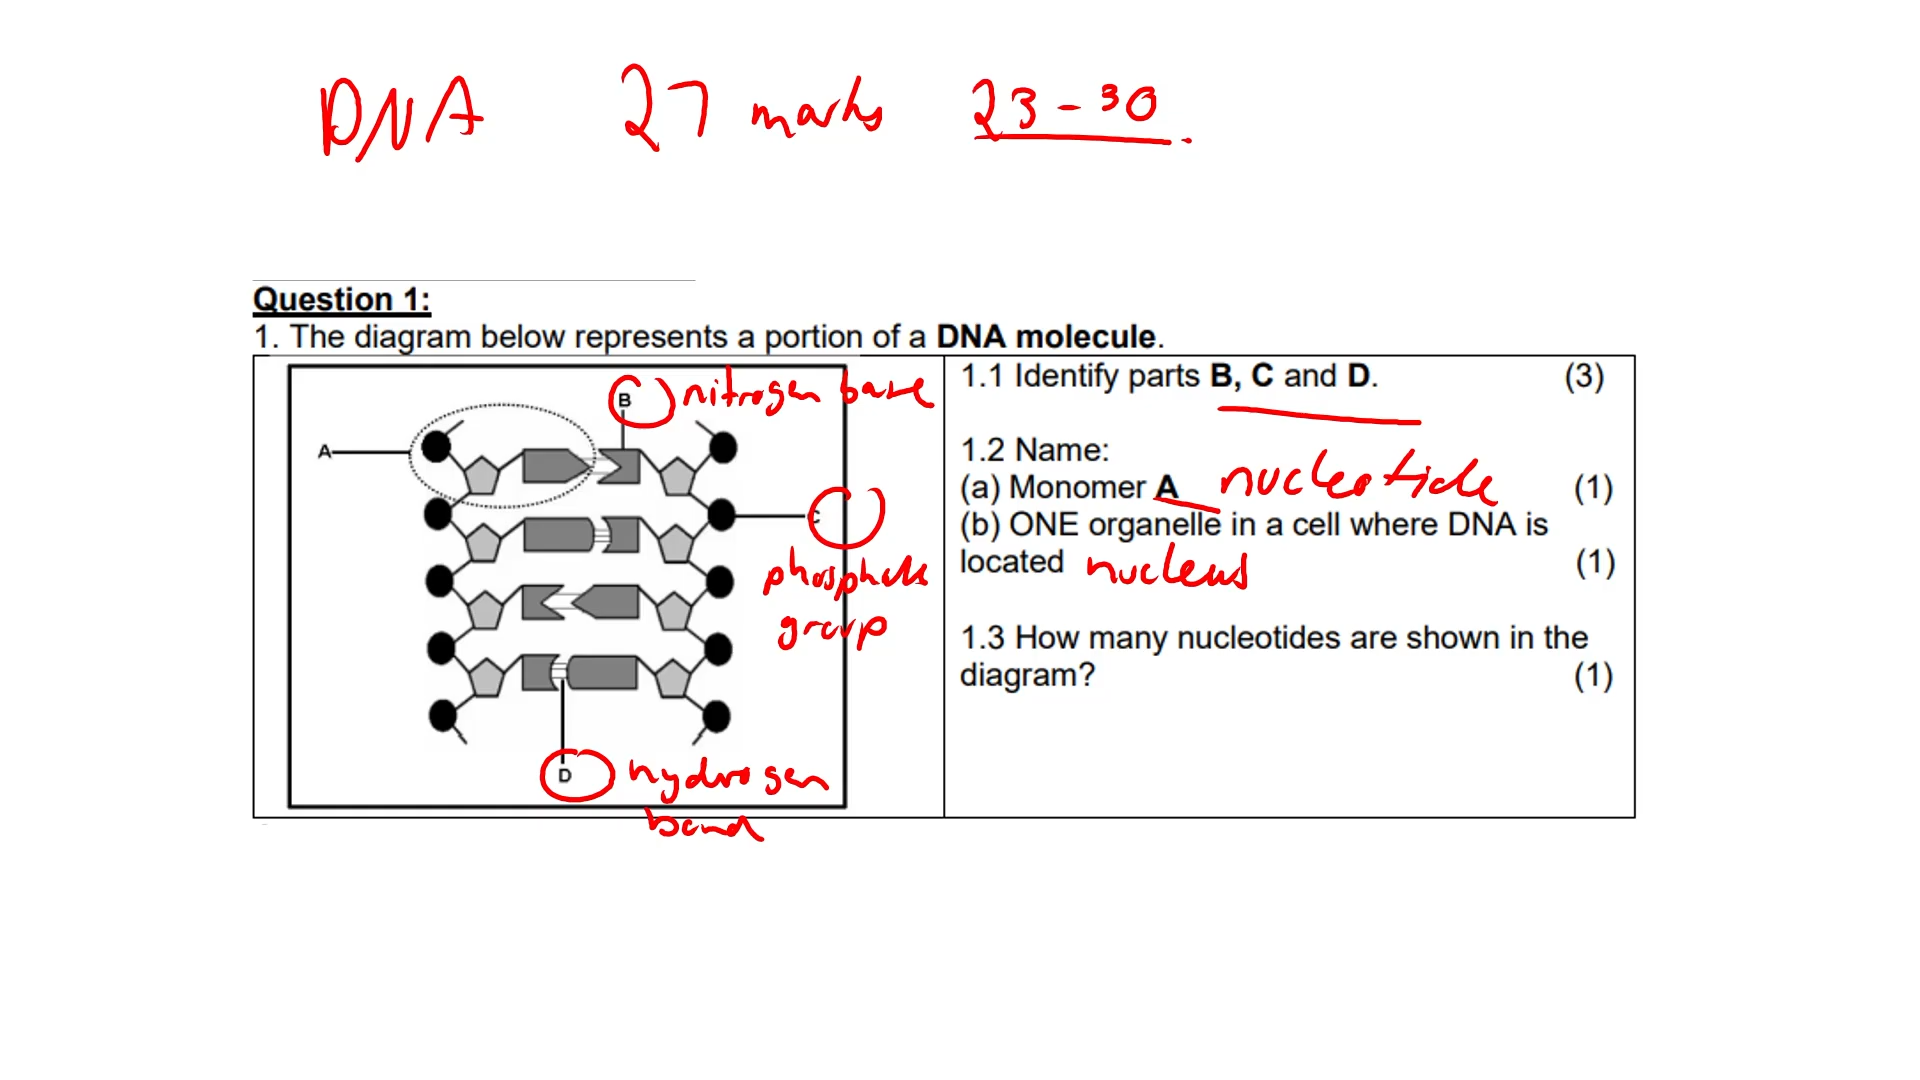 DNA 27 marks 23-30
Question 1:
1. The diagram below represents a portion of a DNA molecule.
1.1 Identify parts B, C and D. (3)
B nitrogen base
A
1.2 Name:
(a) Monomer A nucleotide (1)
(b) ONE organelle in a cell where DNA is
located nucleus (1)
C
phosphate
group
1.3 How many nucleotides are shown in the
diagram? (1)
D hydrogen
bond